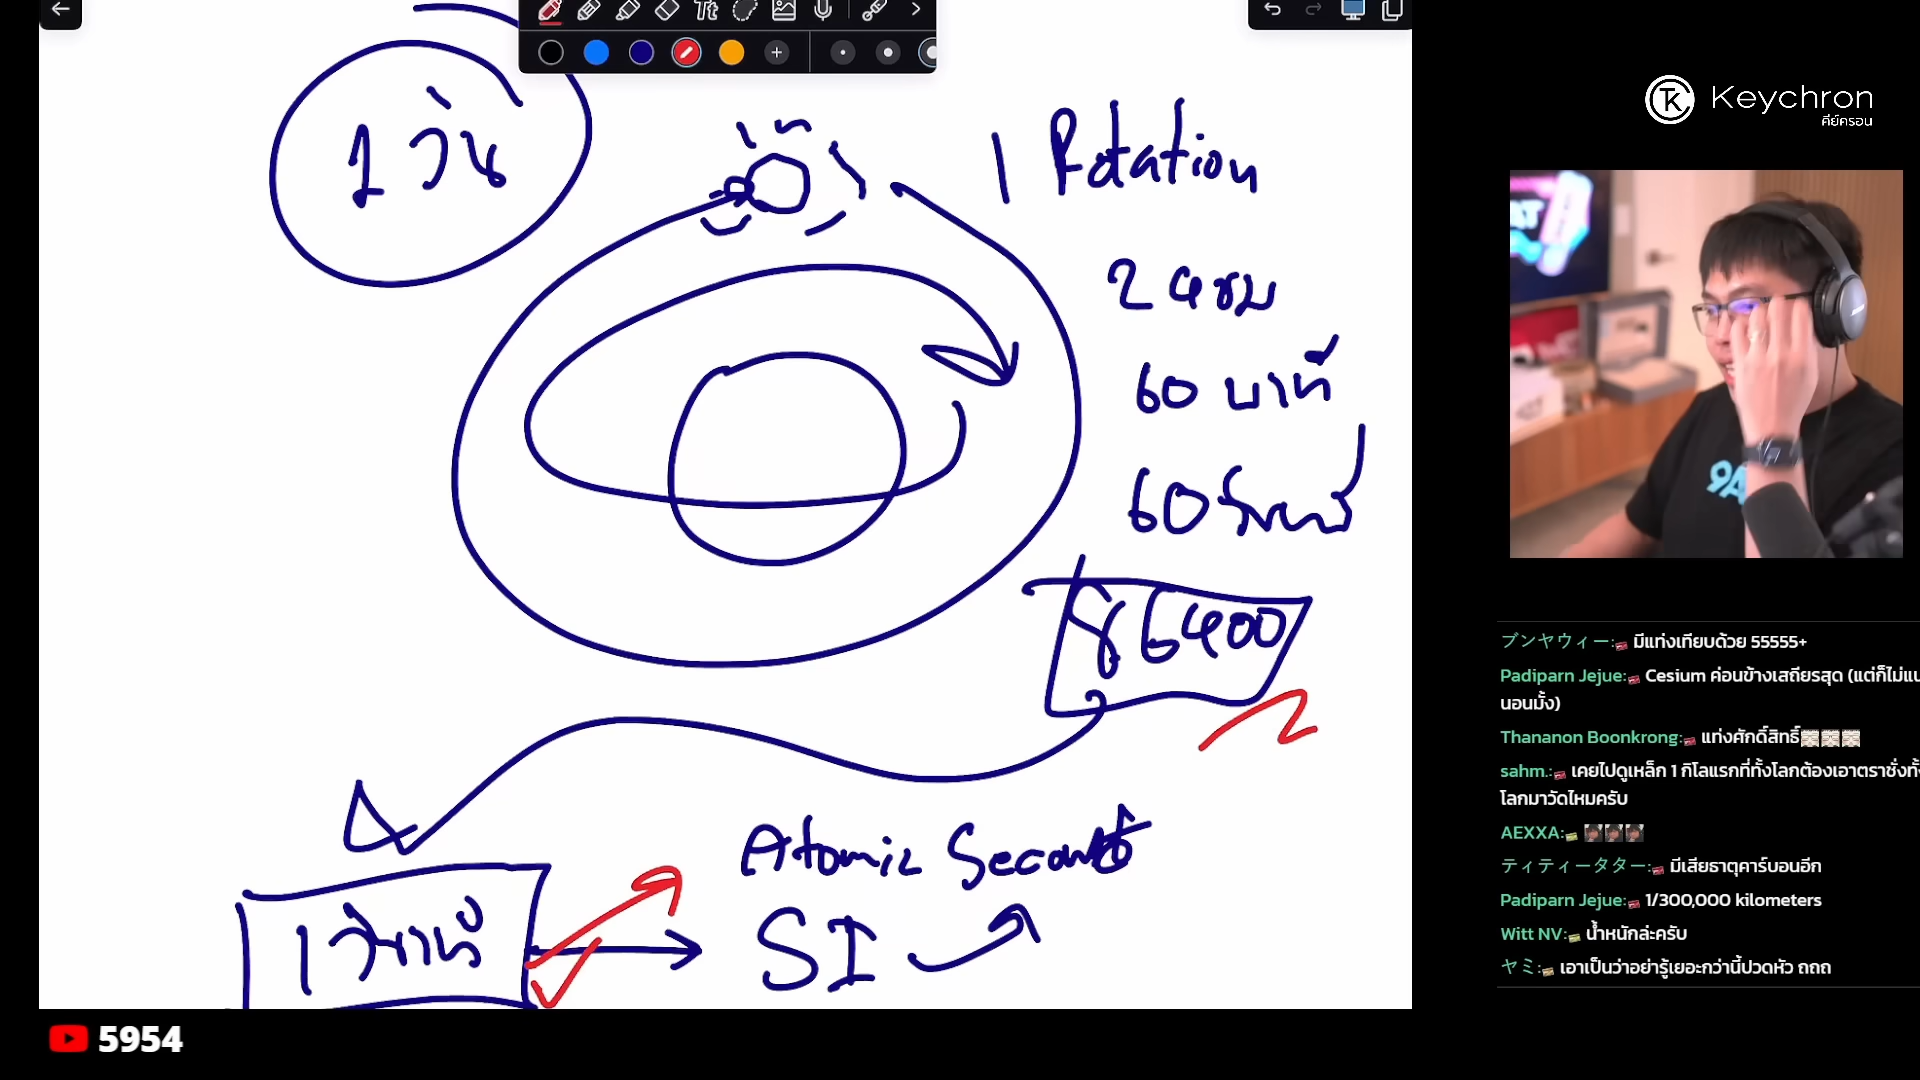 1 วัน
1 Rotation
24 ชม
60 นาที
60 วินาที
86400
Atomic Second
1 วินาที
SI
Tt
Keychron
คีย์ครอน
ブンヤウィー: มีแท่งเทียบด้วย 55555+
Padiparn Jejue: Cesium ค่อนข้างเสถียรสุด (แต่ก็ไม่แน่
นอนมั้ง)
Thananon Boonkrong: แท่งศักดิ์สิทธิ์
sahm.: เคยไปดูเหล็ก 1 กิโลแรกที่ทั้งโลกต้องเอาตราชั่งทั้ง
โลกมาวัดไหมครับ
AEXXA:
ティティータター: มีเสียธาตุคาร์บอนอีก
Padiparn Jejue: 1/300,000 kilometers
Witt NV: น้ำหนักล่ะครับ
ヤミ: เอาเป็นว่าอย่ารู้เยอะกว่านี้ปวดหัว ถถถ
5954